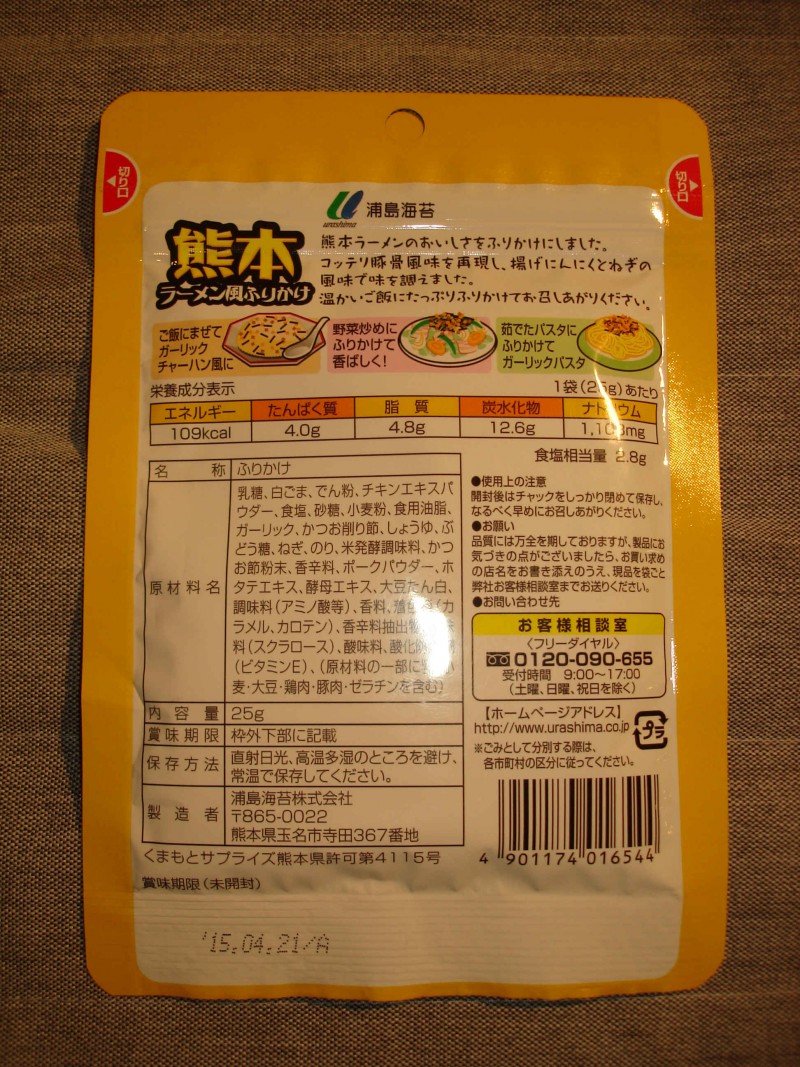 切り口
切り口
urashima
浦島海苔
熊本
ラーメン風ふりかけ
熊本ラーメンのおいしさをふりかけにしました。
コッテリ豚骨風味を再現し、揚げにんにくとねぎの
風味で味を調えました。
温かいご飯にたっぷりふりかけてお召しあがりください。
ご飯にまぜて
ガーリック
チャーハン風に
野菜炒めに
ふりかけて
香ばしく!
茹でたパスタに
ふりかけて
ガーリックパスタ
栄養成分表示 1袋(25g)あたり
エネルギー たんぱく質 脂質 炭水化物 ナトリウム
109kcal 4.0g 4.8g 12.6g 1,100mg
食塩相当量 2.8g
名称 ふりかけ
原材料名
乳糖、白ごま、でん粉、チキンエキスパ
ウダー、食塩、砂糖、小麦粉、食用油脂、
ガーリック、かつお削り節、しょうゆ、ぶ
どう糖、ねぎ、のり、米発酵調味料、かつ
お節粉末、香辛料、ポークパウダー、ホ
タテエキス、酵母エキス、大豆たん白、
調味料(アミノ酸等)、香料、着色料(カ
ラメル、カロテン)、香辛料抽出物、
料(スクラロース)、酸味料、酸化防
(ビタミンE)、(原材料の一部に
麦・大豆・鶏肉・豚肉・ゼラチンを含む)
内容量 25g
賞味期限 枠外下部に記載
保存方法 直射日光、高温多湿のところを避け、
常温で保存してください。
製造者 浦島海苔株式会社
〒865-0022
熊本県玉名市寺田367番地
くまもとサプライズ熊本県許可第4115号
賞味期限(未開封)
'15.04.21/A
●使用上の注意
開封後はチャックをしっかり閉めて保存し、
なるべく早めにお召しあがりください。
●お願い
品質には万全を期しておりますが、製品にお
気づきの点がございましたら、お買い求め
の店名をお書き添えのうえ、現品を袋ごと
弊社お客様相談室までお送りください。
●お問い合わせ先
お客様相談室
〈フリーダイヤル〉
0120-090-655
受付時間 9:00〜17:00
(土曜、日曜、祝日を除く)
【ホームページアドレス】
http://www.urashima.co.jp
プラ
※ごみとして分別する際は、
各市町村の区分に従ってください。
4 901174 016544